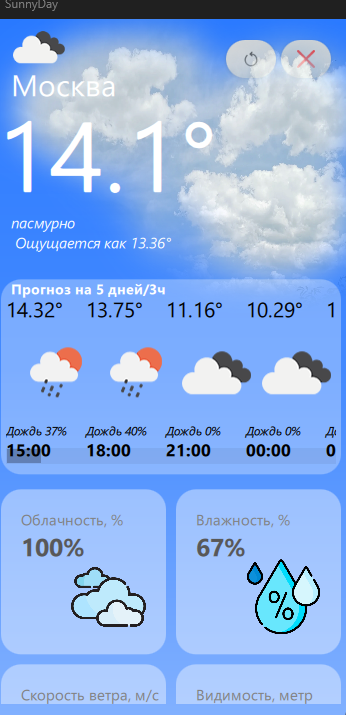 SunnyDay
Москва
14.1°
пасмурно
Ощущается как 13.36°
Прогноз на 5 дней/3ч
14.32° 13.75° 11.16° 10.29° 1
Дождь 37% Дождь 40% Дождь 0% Дождь 0% До
15:00 18:00 21:00 00:00 0
Облачность, % Влажность, %
100% 67%
%
Скорость ветра, м/с Видимость, метр